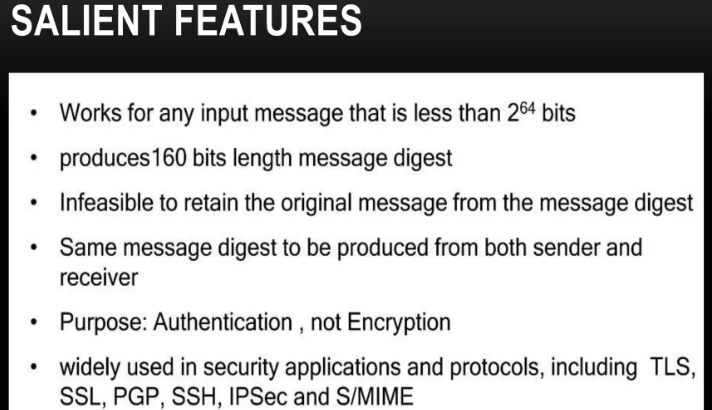 SALIENT FEATURES
• Works for any input message that is less than 2⁶⁴ bits
• produces160 bits length message digest
• Infeasible to retain the original message from the message digest
• Same message digest to be produced from both sender and
receiver
• Purpose: Authentication , not Encryption
• widely used in security applications and protocols, including TLS,
SSL, PGP, SSH, IPSec and S/MIME